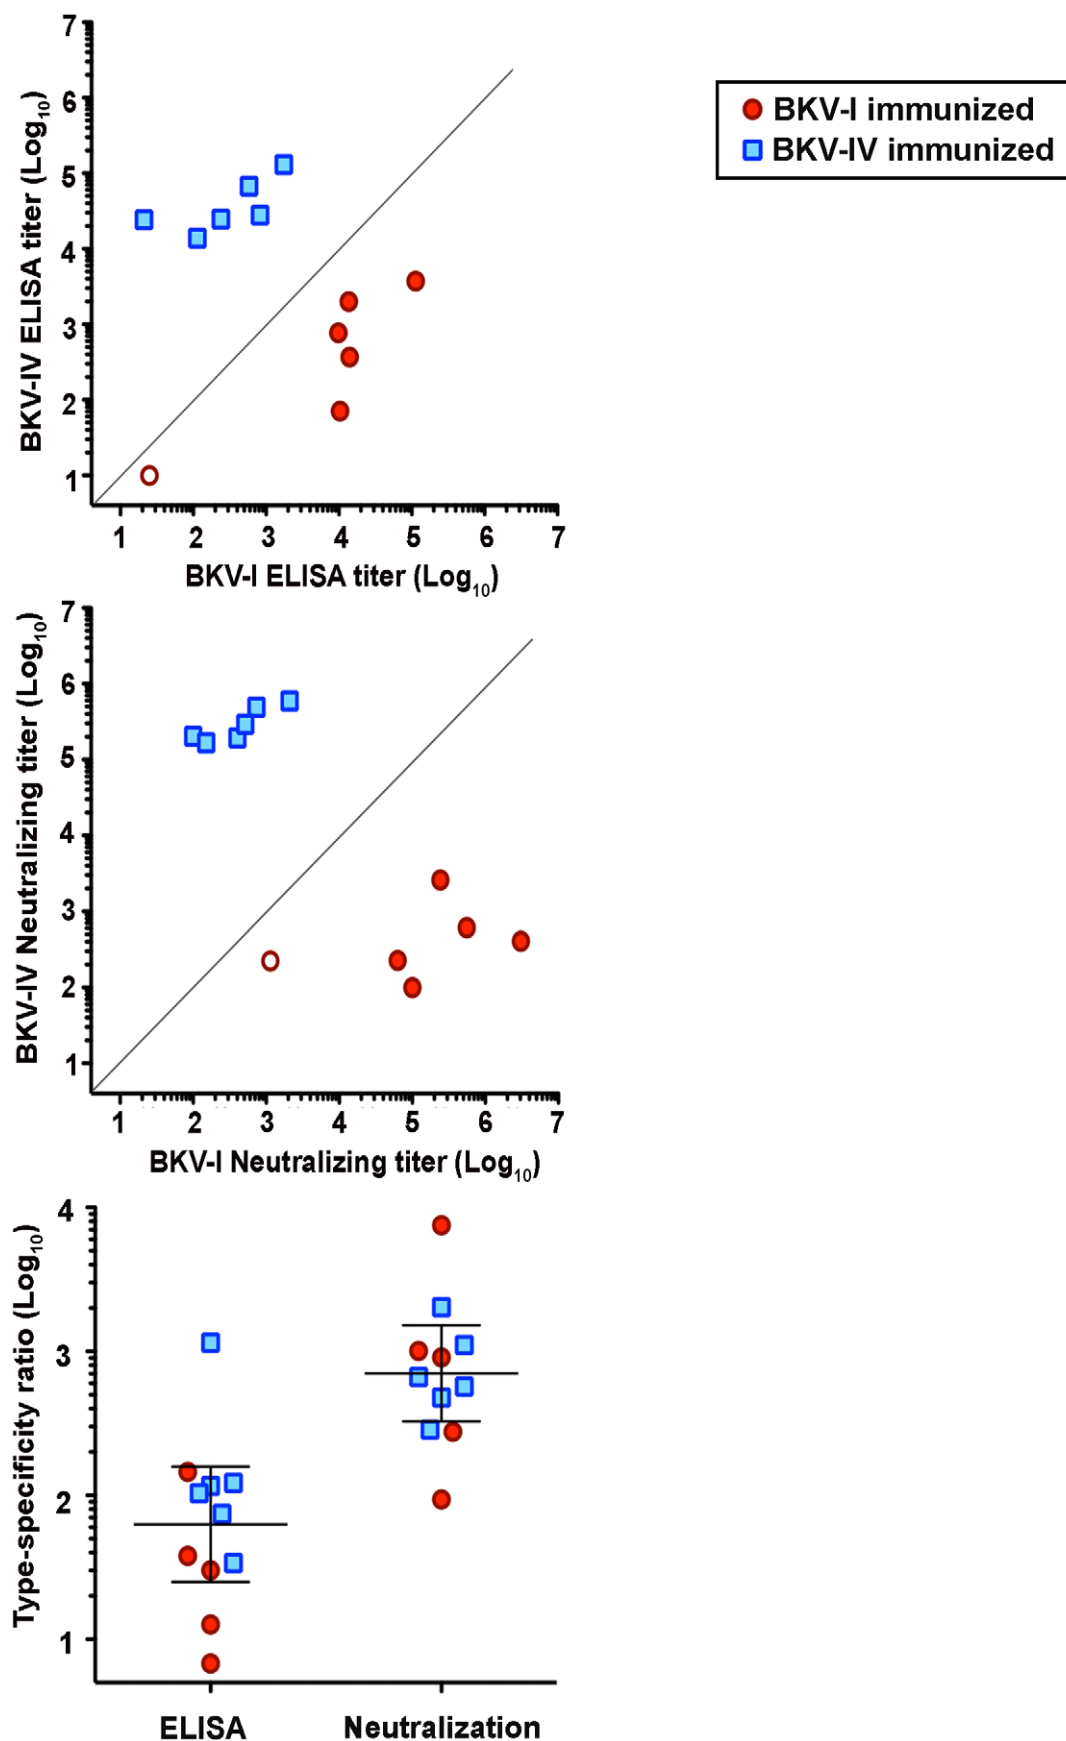 BKV-I immunized
BKV-IV immunized
BKV-IV ELISA titer (Log10)
7
6
5
4
3
2
1
1 2 3 4 5 6 7
BKV-I ELISA titer (Log10)
BKV-IV Neutralizing titer (Log10)
7
6
5
4
3
2
1
1 2 3 4 5 6 7
BKV-I Neutralizing titer (Log10)
Type-specificity ratio (Log10)
4
3
2
1
ELISA Neutralization